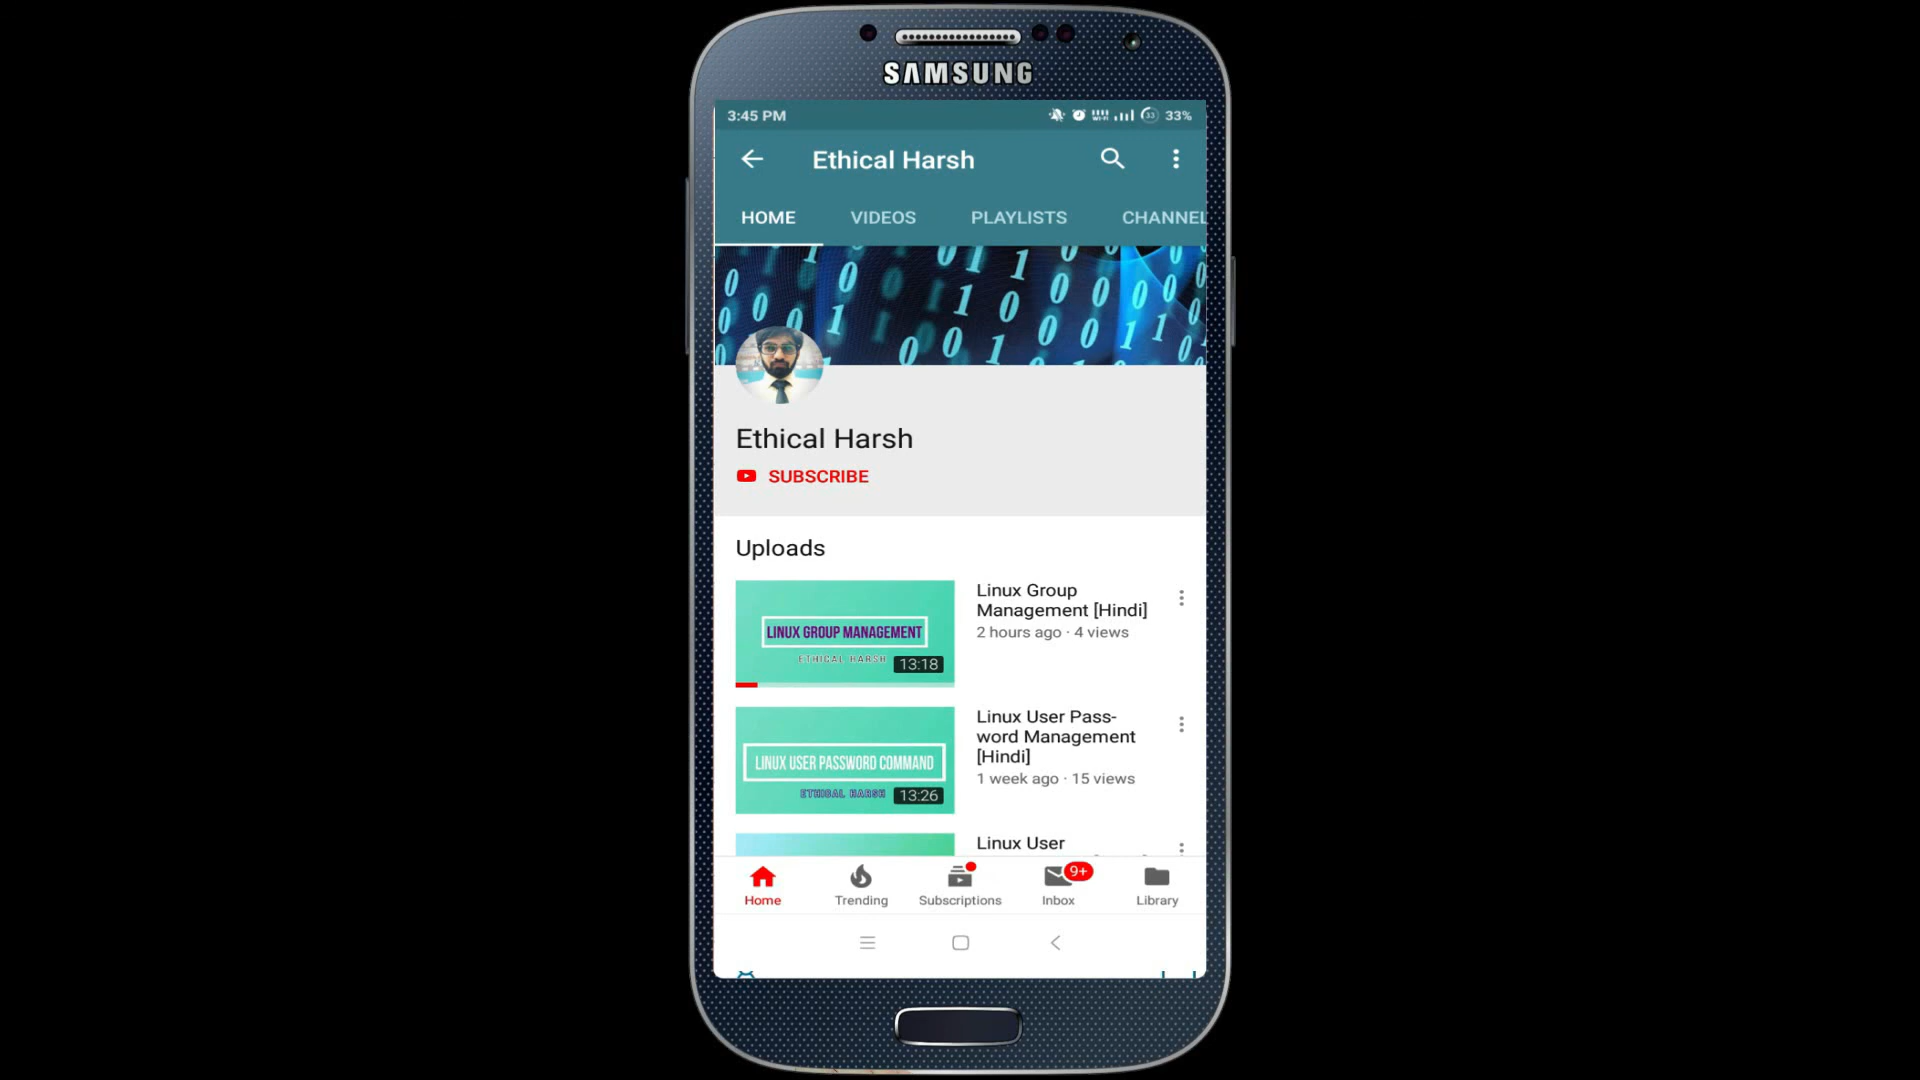 SAMSUNG
3:45 PM
33 33%
Ethical Harsh
HOME VIDEOS PLAYLISTS CHANNEL
Ethical Harsh
SUBSCRIBE
Uploads
LINUX GROUP MANAGEMENT
ETHICAL HARSH
13:18
Linux Group
Management [Hindi]
2 hours ago · 4 views
LINUX USER PASSWORD COMMAND
ETHICAL HARSH
13:26
Linux User Pass-
word Management
[Hindi]
1 week ago · 15 views
Linux User
9+
Home Trending Subscriptions Inbox Library